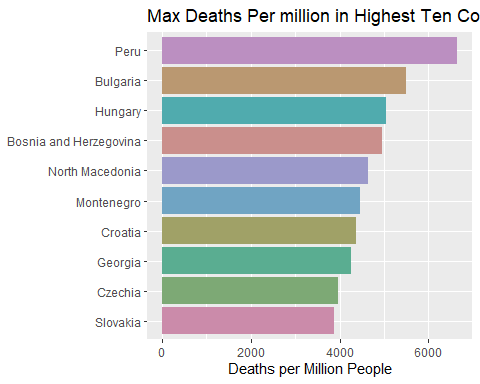 Max Deaths Per million in Highest Ten Co
Peru
Bulgaria
Hungary
Bosnia and Herzegovina
North Macedonia
Montenegro
Croatia
Georgia
Czechia
Slovakia
0 2000 4000 6000
Deaths per Million People